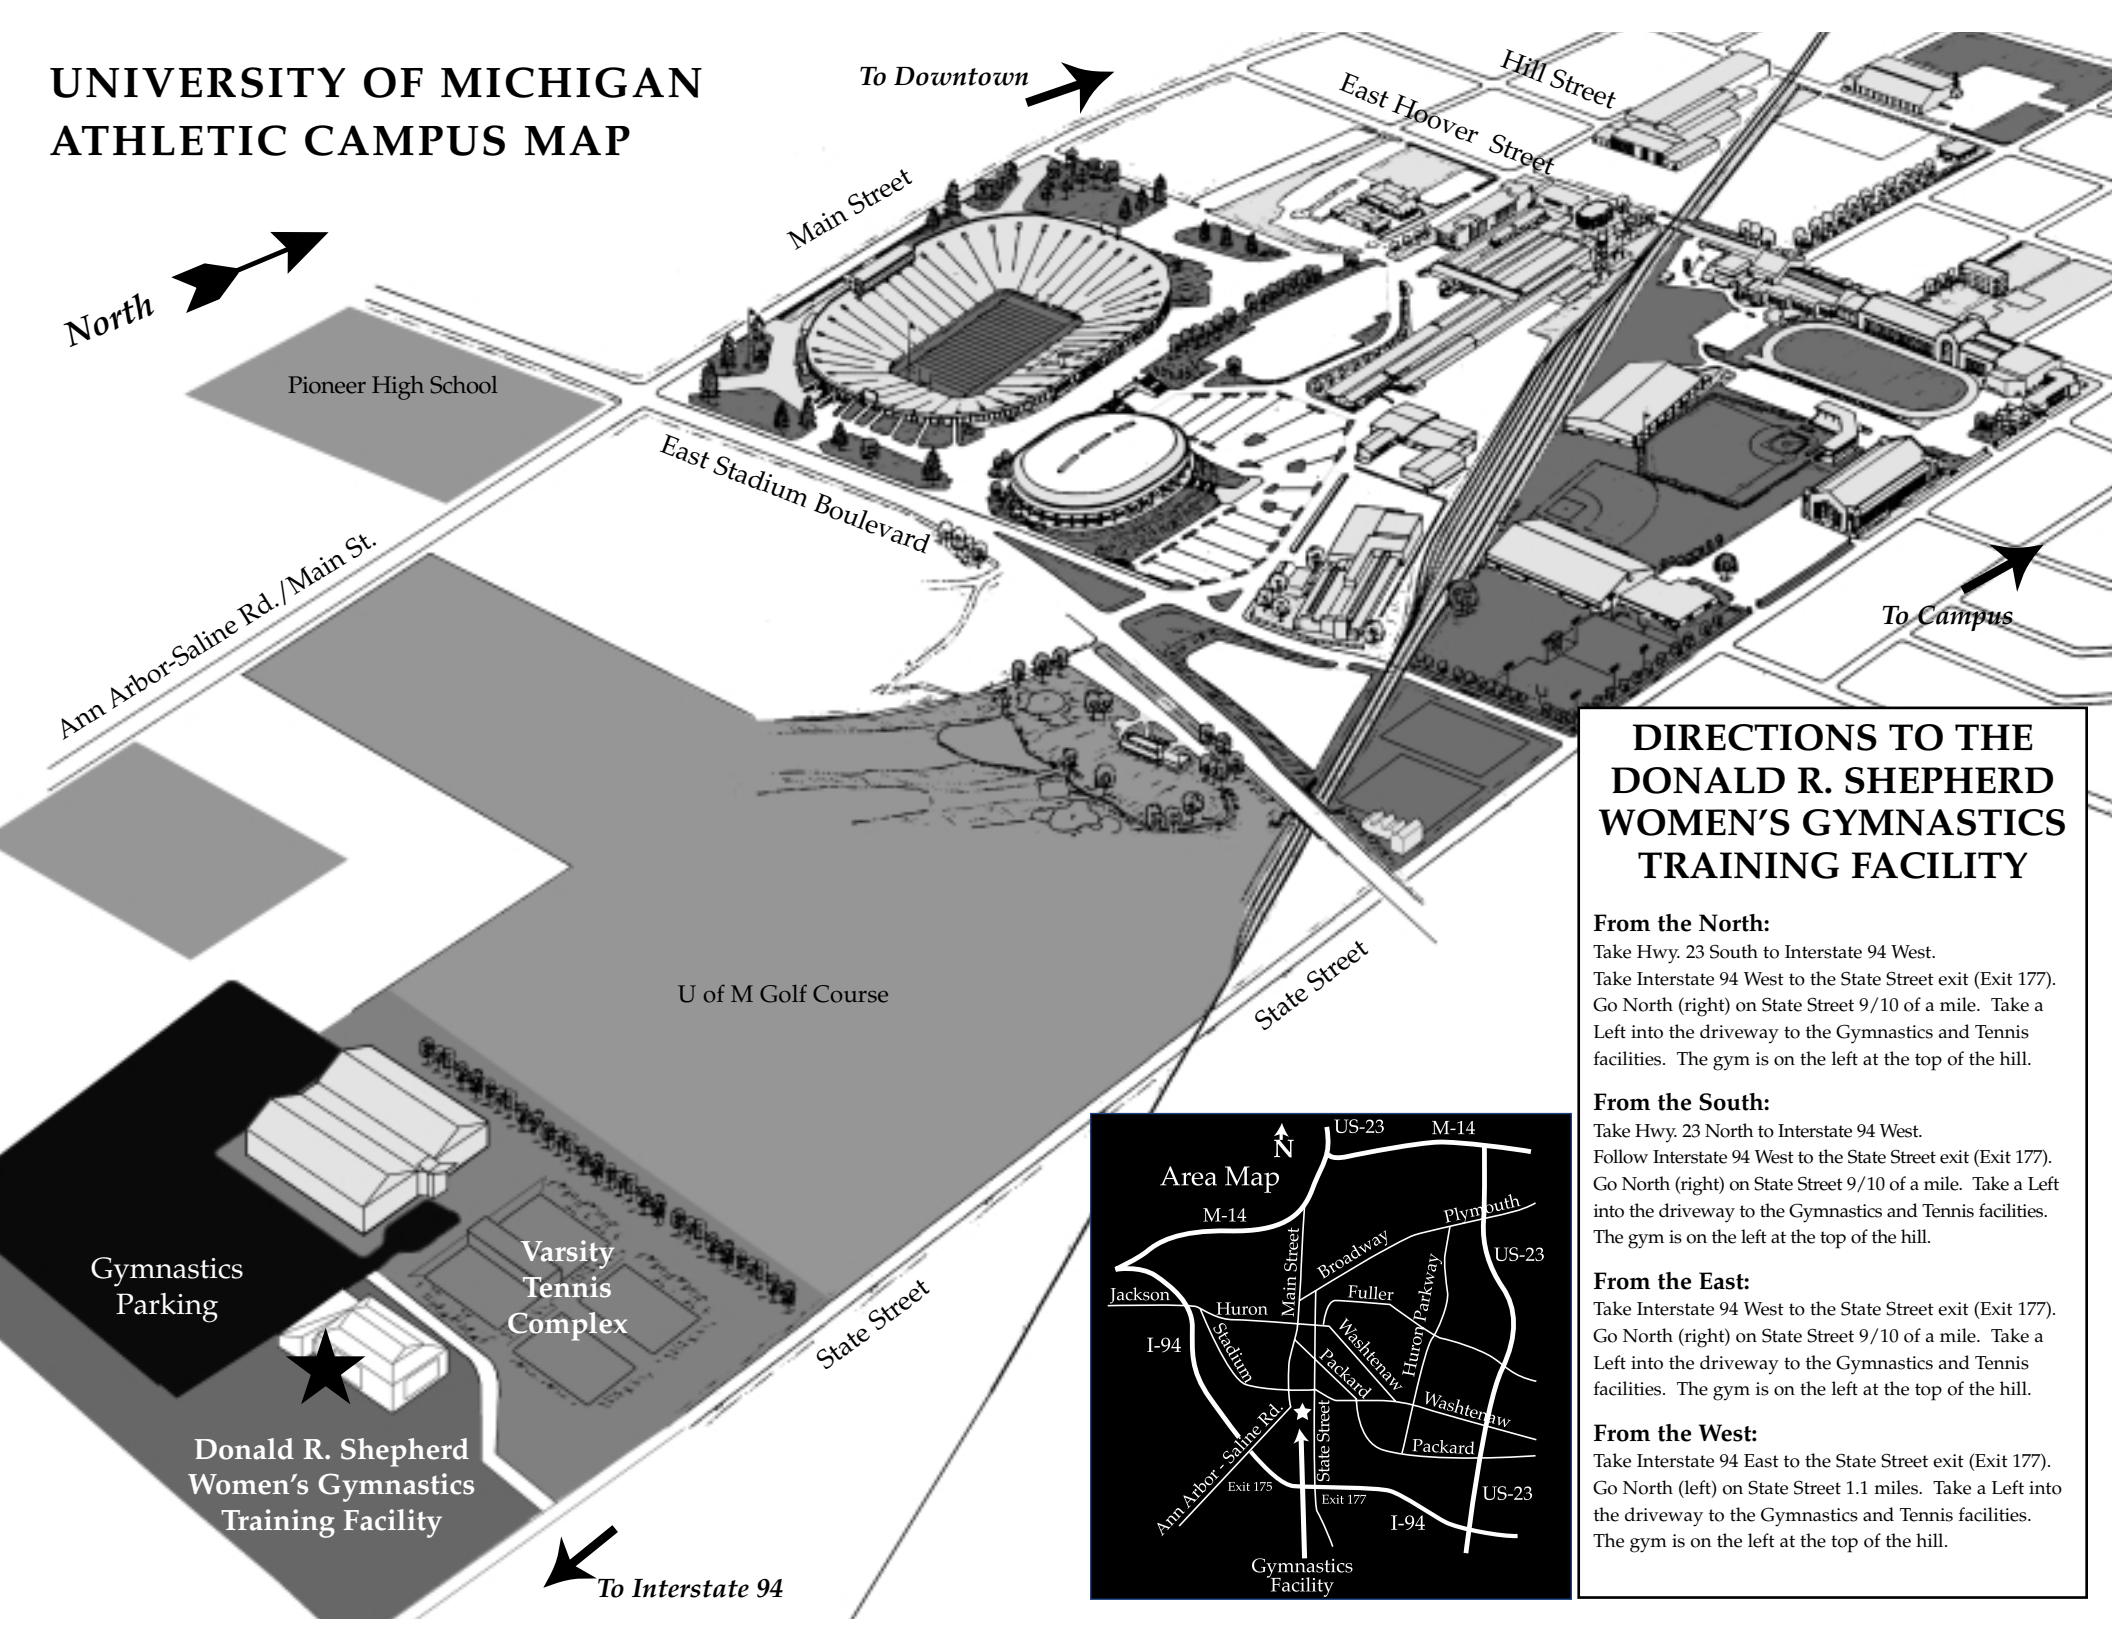 UNIVERSITY OF MICHIGAN
ATHLETIC CAMPUS MAP
To Downtown
Hill Street
East Hoover Street
Main Street
North
Pioneer High School
East Stadium Boulevard
Ann Arbor-Saline Rd./Main St.
To Campus
U of M Golf Course
State Street
Gymnastics
Parking
Varsity
Tennis
Complex
State Street
Donald R. Shepherd
Women's Gymnastics
Training Facility
To Interstate 94
US-23
M-14
N
Area Map
M-14
Plymouth
Main Street
Broadway
US-23
Huron Parkway
Jackson
Huron
Fuller
I-94
Stadium
Washtenaw
Packard
Washtenaw
Ann Arbor - Saline Rd.
State Street
Packard
Exit 175
Exit 177
US-23
I-94
Gymnastics
Facility
DIRECTIONS TO THE
DONALD R. SHEPHERD
WOMEN'S GYMNASTICS
TRAINING FACILITY
From the North:
Take Hwy. 23 South to Interstate 94 West.
Take Interstate 94 West to the State Street exit (Exit 177).
Go North (right) on State Street 9/10 of a mile. Take a
Left into the driveway to the Gymnastics and Tennis
facilities. The gym is on the left at the top of the hill.
From the South:
Take Hwy. 23 North to Interstate 94 West.
Follow Interstate 94 West to the State Street exit (Exit 177).
Go North (right) on State Street 9/10 of a mile. Take a Left
into the driveway to the Gymnastics and Tennis facilities.
The gym is on the left at the top of the hill.
From the East:
Take Interstate 94 West to the State Street exit (Exit 177).
Go North (right) on State Street 9/10 of a mile. Take a
Left into the driveway to the Gymnastics and Tennis
facilities. The gym is on the left at the top of the hill.
From the West:
Take Interstate 94 East to the State Street exit (Exit 177).
Go North (left) on State Street 1.1 miles. Take a Left into
the driveway to the Gymnastics and Tennis facilities.
The gym is on the left at the top of the hill.